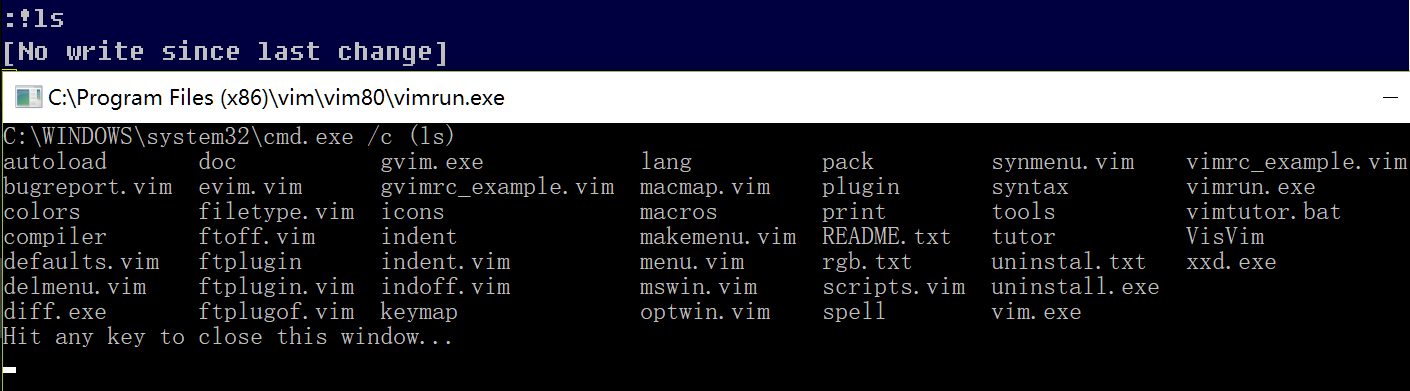 :!ls
[No write since last change]
C:\Program Files (x86)\vim\vim80\vimrun.exe
C:\WINDOWS\system32\cmd.exe /c (ls)
autoload doc gvim.exe lang pack synmenu.vim vimrc_example.vim
bugreport.vim evim.vim gvimrc_example.vim macmap.vim plugin syntax vimrun.exe
colors filetype.vim icons macros print tools vimtutor.bat
compiler ftoff.vim indent makemenu.vim README.txt tutor VisVim
defaults.vim ftplugin indent.vim menu.vim rgb.txt uninstal.txt xxd.exe
delmenu.vim ftplugin.vim indoff.vim mswin.vim scripts.vim uninstall.exe
diff.exe ftplugof.vim keymap optwin.vim spell vim.exe
Hit any key to close this window...